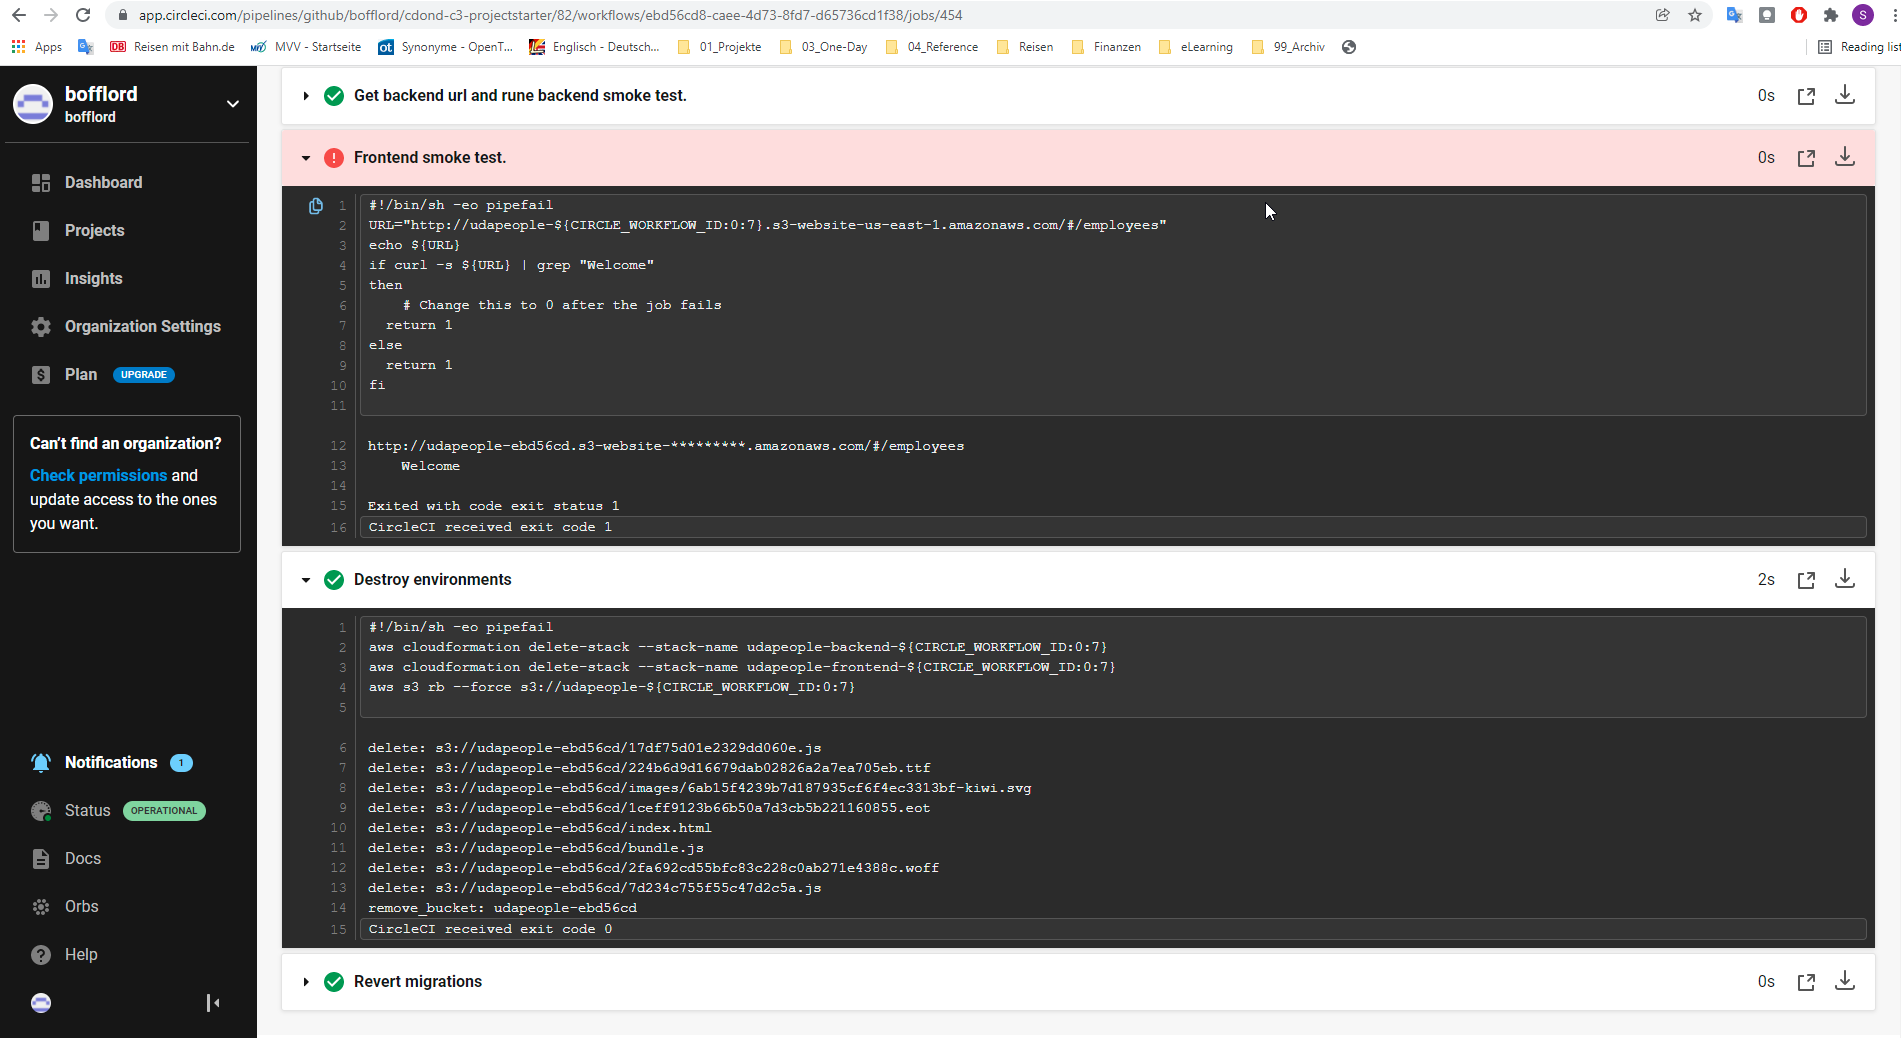 app.circleci.com/pipelines/github/bofflord/cdond-c3-projectstarter/82/workflows/ebd56cd8-caee-4d73-8fd7-d65736cd1f38/jobs/454
S
Apps
DB Reisen mit Bahn.de
MVV - Startseite
ot Synonyme - OpenT...
Englisch - Deutsch...
01_Projekte
03_One-Day
04_Reference
Reisen
Finanzen
eLearning
99_Archiv
Reading list
bofflord
bofflord
Dashboard
Projects
Insights
Organization Settings
Plan UPGRADE
Can't find an organization?
Check permissions and
update access to the ones
you want.
Notifications 1
Status OPERATIONAL
Docs
Orbs
Help
Get backend url and rune backend smoke test. 0s
Frontend smoke test. 0s
1 #!/bin/sh -eo pipefail
2 URL="http://udapeople-${CIRCLE_WORKFLOW_ID:0:7}.s3-website-us-east-1.amazonaws.com/#/employees"
3 echo ${URL}
4 if curl -s ${URL} | grep "Welcome"
5 then
6 # Change this to 0 after the job fails
7 return 1
8 else
9 return 1
10 fi
11
12 http://udapeople-ebd56cd.s3-website-*********.amazonaws.com/#/employees
13 Welcome
14
15 Exited with code exit status 1
16 CircleCI received exit code 1
Destroy environments 2s
1 #!/bin/sh -eo pipefail
2 aws cloudformation delete-stack --stack-name udapeople-backend-${CIRCLE_WORKFLOW_ID:0:7}
3 aws cloudformation delete-stack --stack-name udapeople-frontend-${CIRCLE_WORKFLOW_ID:0:7}
4 aws s3 rb --force s3://udapeople-${CIRCLE_WORKFLOW_ID:0:7}
5
6 delete: s3://udapeople-ebd56cd/17df75d01e2329dd060e.js
7 delete: s3://udapeople-ebd56cd/224b6d9d16679dab02826a2a7ea705eb.ttf
8 delete: s3://udapeople-ebd56cd/images/6ab15f4239b7d187935cf6f4ec3313bf-kiwi.svg
9 delete: s3://udapeople-ebd56cd/1ceff9123b66b50a7d3cb5b221160855.eot
10 delete: s3://udapeople-ebd56cd/index.html
11 delete: s3://udapeople-ebd56cd/bundle.js
12 delete: s3://udapeople-ebd56cd/2fa692cd55bfc83c228c0ab271e4388c.woff
13 delete: s3://udapeople-ebd56cd/7d234c755f55c47d2c5a.js
14 remove_bucket: udapeople-ebd56cd
15 CircleCI received exit code 0
Revert migrations 0s